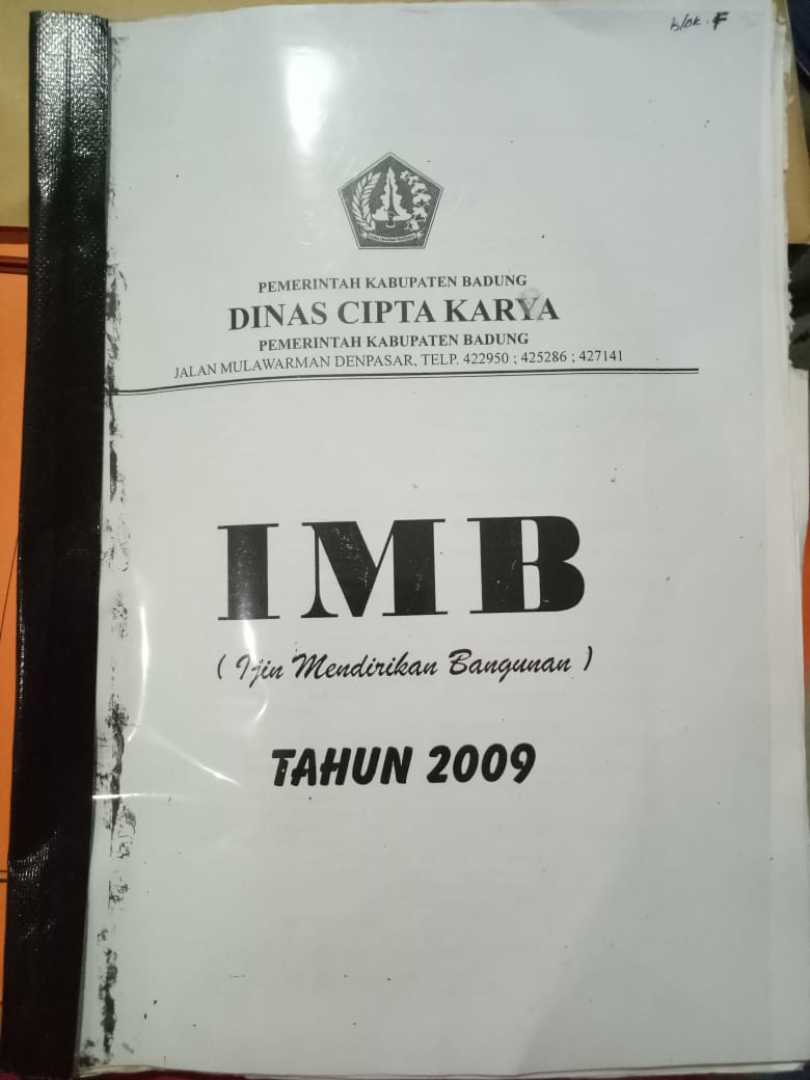 blok. F
PEMERINTAH KABUPATEN BADUNG
DINAS CIPTA KARYA
PEMERINTAH KABUPATEN BADUNG
JALAN MULAWARMAN DENPASAR, TELP. 422950 ; 425286 ; 427141
IMB
( Ijin Mendirikan Bangunan )
TAHUN 2009